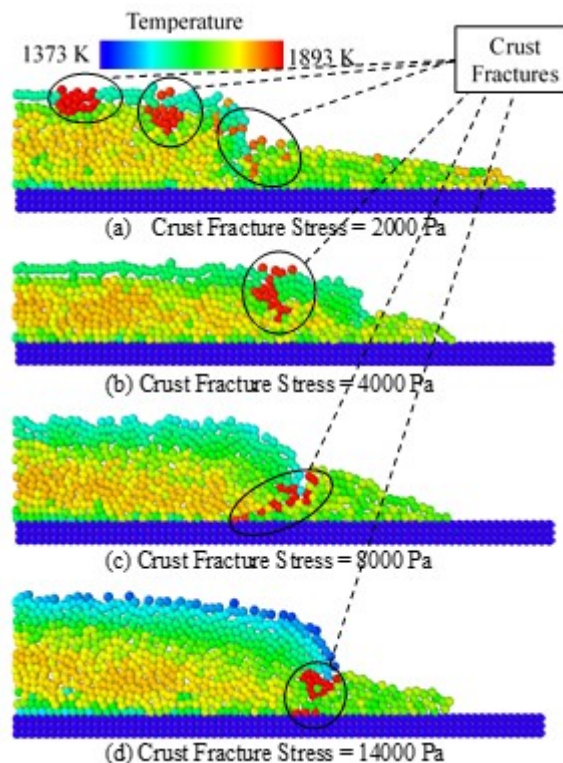 Temperature
1373 K
1893 K
Crust
Fractures
(a) Crust Fracture Stress = 2000 Pa
(b) Crust Fracture Stress = 4000 Pa
(c) Crust Fracture Stress = 8000 Pa
(d) Crust Fracture Stress = 14000 Pa